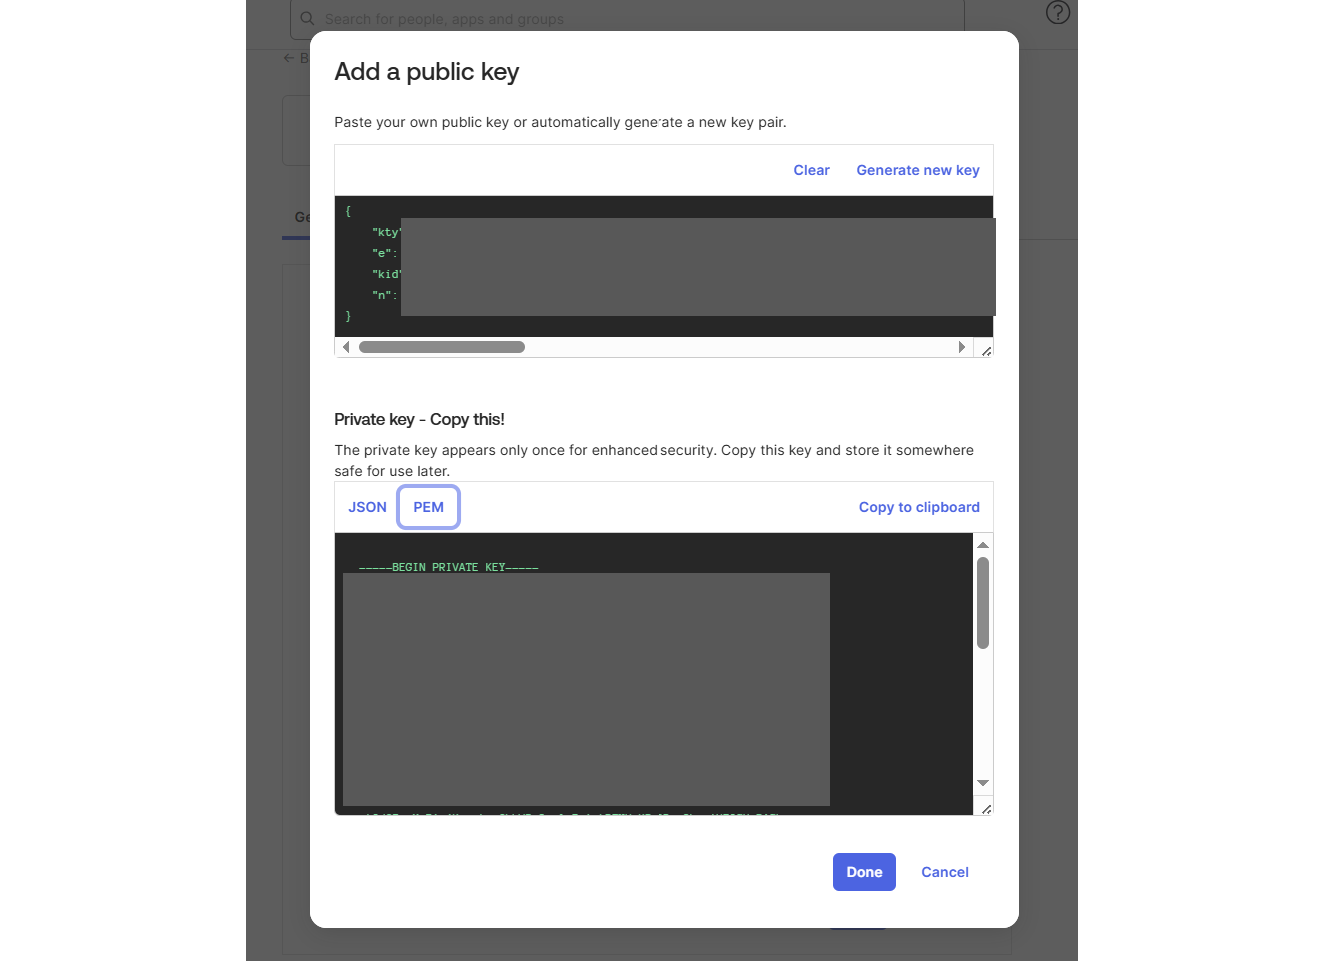 Search for people, apps and groups
← B
Add a public key
Paste your own public key or automatically generate a new key pair.
Clear Generate new key
Ge
{
"kty"
"e":
"kid"
"n":
}
Private key - Copy this!
The private key appears only once for enhanced security. Copy this key and store it somewhere
safe for use later.
JSON PEM Copy to clipboard
-----BEGIN PRIVATE KEY-----
Done Cancel